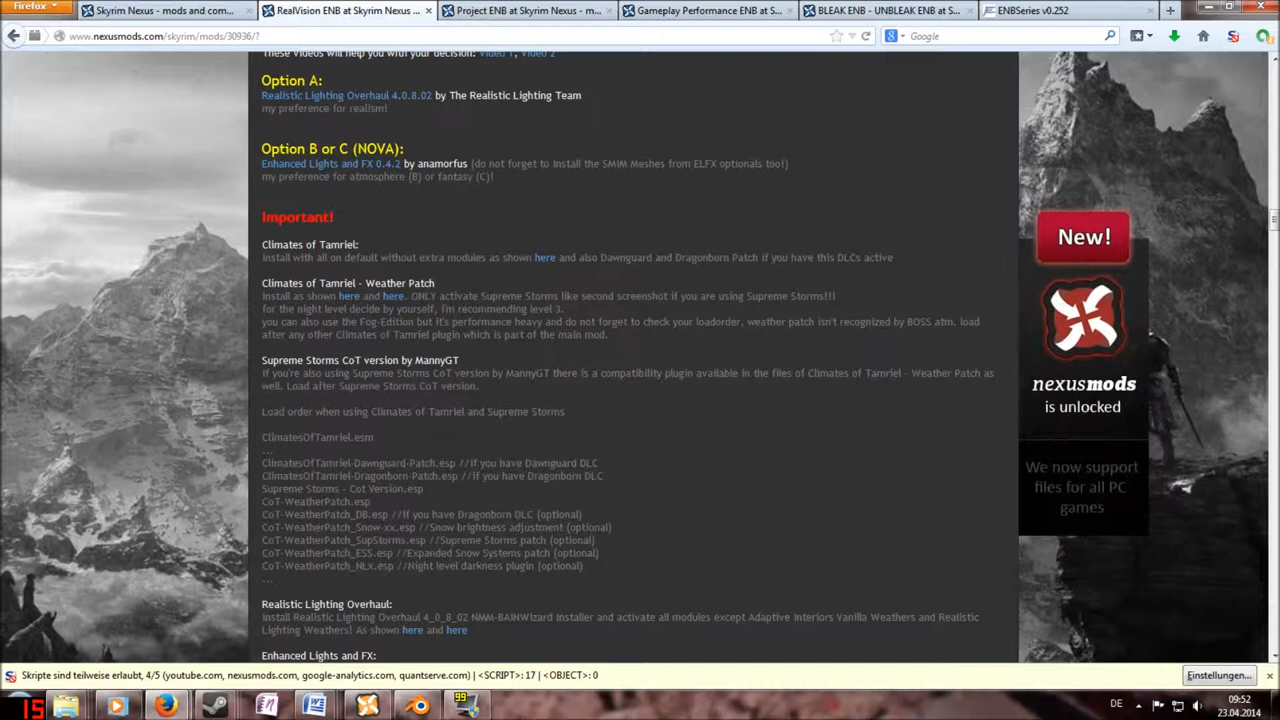 Firefox
Skyrim Nexus - mods and com...
RealVision ENB at Skyrim Nexus ...
Project ENB at Skyrim Nexus - m...
Gameplay Performance ENB at S...
BLEAK ENB - UNBLEAK ENB at S...
ENBSeries v0.252
www.nexusmods.com/skyrim/mods/30936/?
Google
These videos will help you with your decision: Video 1, Video 2
Option A:
Realistic Lighting Overhaul 4.0.8.02 by The Realistic Lighting Team
my preference for realism!
Option B or C (NOVA):
Enhanced Lights and FX 0.4.2 by anamorfus (do not forget to install the SMIM Meshes from ELFX optionals too!)
my preference for atmosphere (B) or fantasy (C)!
Important!
Climates of Tamriel:
install with all on default without extra modules as shown here and also Dawnguard and Dragonborn Patch if you have this DLCs active
Climates of Tamriel - Weather Patch
install as shown here and here. ONLY activate Supreme Storms like second screenshot if you are using Supreme Storms!!!
for the night level decide by yourself, i'm recommending level 3.
you can also use the Fog-Edition but it's performance heavy and do not forget to check your loadorder, weather patch isn't recognized by BOSS atm. load
after any other Climates of Tamriel plugin which is part of the main mod.
Supreme Storms CoT version by MannyGT
If you're also using Supreme Storms CoT version by MannyGT there is a compatibility plugin available in the files of Climates of Tamriel - Weather Patch as
well. Load after Supreme Storms CoT version.
Load order when using Climates of Tamriel and Supreme Storms
ClimatesOfTamriel.esm
...
ClimatesOfTamriel-Dawnguard-Patch.esp //if you have Dawnguard DLC
ClimatesOfTamriel-Dragonborn-Patch.esp //if you have Dragonborn DLC
Supreme Storms - Cot Version.esp
CoT-WeatherPatch.esp
CoT-WeatherPatch_DB.esp //if you have Dragonborn DLC (optional)
CoT-WeatherPatch_Snow-xx.esp //Snow brightness adjustment (optional)
CoT-WeatherPatch_SupStorms.esp //Supreme Storms patch (optional)
CoT-WeatherPatch_ESS.esp //Expanded Snow Systems patch (optional)
CoT-WeatherPatch_NLx.esp //Night level darkness plugin (optional)
...
Realistic Lighting Overhaul:
Install Realistic Lighting Overhaul 4_0_8_02 NMM-BAINWizard Installer and activate all modules except Adaptive Interiors Vanilla Weathers and Realistic
Lighting Weathers! As shown here and here
Enhanced Lights and FX:
New!
nexusmods
is unlocked
We now support
files for all PC
games
Skripte sind teilweise erlaubt, 4/5 (youtube.com, nexusmods.com, google-analytics.com, quantserve.com) | <SCRIPT>: 17 | <OBJECT>: 0
Einstellungen...
15
99
DE
09:52
23.04.2014